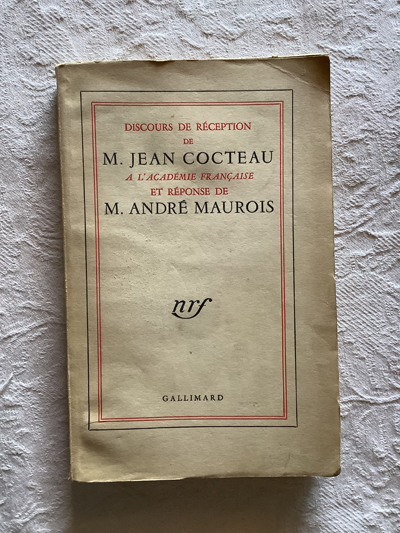 DISCOURS DE RÉCEPTION
DE
M. JEAN COCTEAU
A L'ACADÉMIE FRANÇAISE
ET RÉPONSE DE
M. ANDRÉ MAUROIS
nrf
GALLIMARD